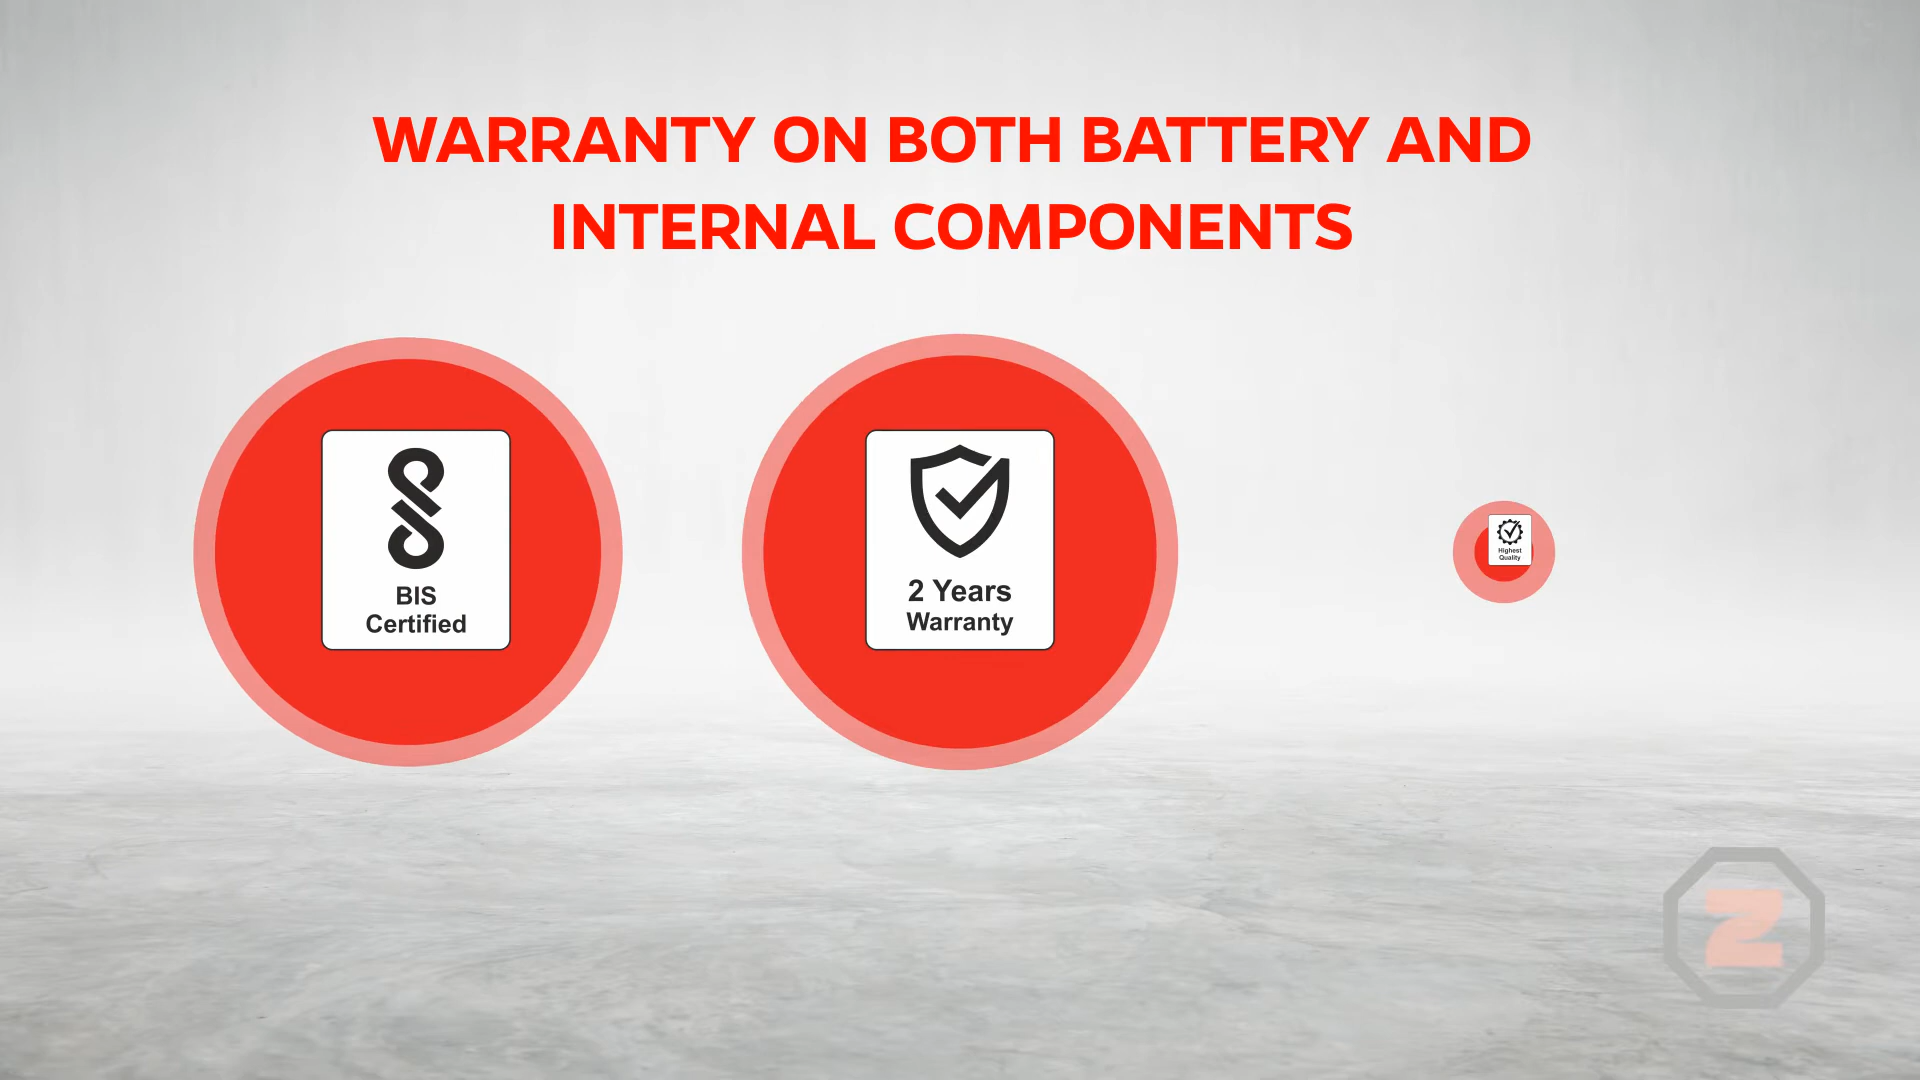 WARRANTY ON BOTH BATTERY AND
INTERNAL COMPONENTS
BIS
Certified
2 Years
Warranty
Highest
Quality
Z